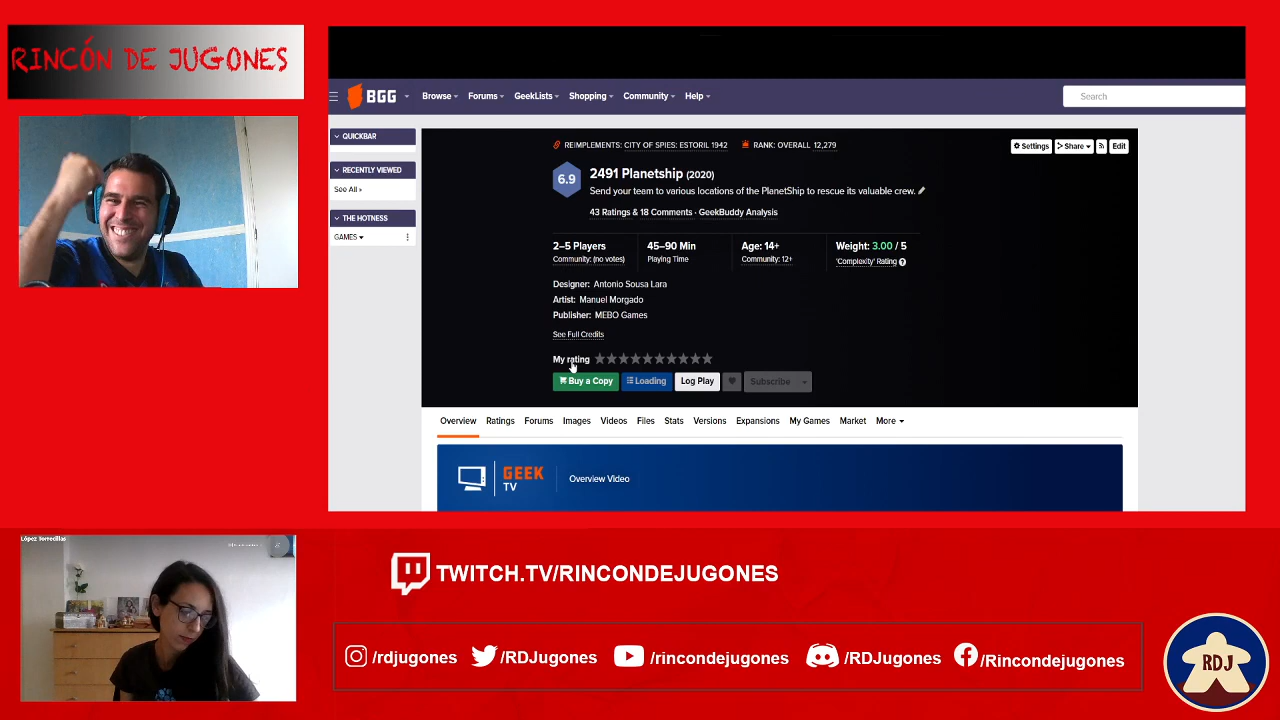 RINCÓN DE JUGONES
BGG
Browse
Forums
GeekLists
Shopping
Community
Help
Search
QUICKBAR
RECENTLY VIEWED
See All »
THE HOTNESS
GAMES
REIMPLEMENTS: CITY OF SPIES: ESTORIL 1942
RANK: OVERALL 12,279
Settings
Share
Edit
6.9
2491 Planetship (2020)
Send your team to various locations of the PlanetShip to rescue its valuable crew.
43 Ratings & 18 Comments · GeekBuddy Analysis
2–5 Players
Community: (no votes)
45–90 Min
Playing Time
Age: 14+
Community: 12+
Weight: 3.00 / 5
'Complexity' Rating
Designer: Antonio Sousa Lara
Artist: Manuel Morgado
Publisher: MEBO Games
See Full Credits
My rating
Buy a Copy
Loading
Log Play
Subscribe
Overview
Ratings
Forums
Images
Videos
Files
Stats
Versions
Expansions
My Games
Market
More
GEEK
TV
Overview Video
López Torrecillas
TWITCH.TV/RINCONDEJUGONES
/rdjugones
/RDJugones
/rincondejugones
/RDJugones
/Rincondejugones
RDJ